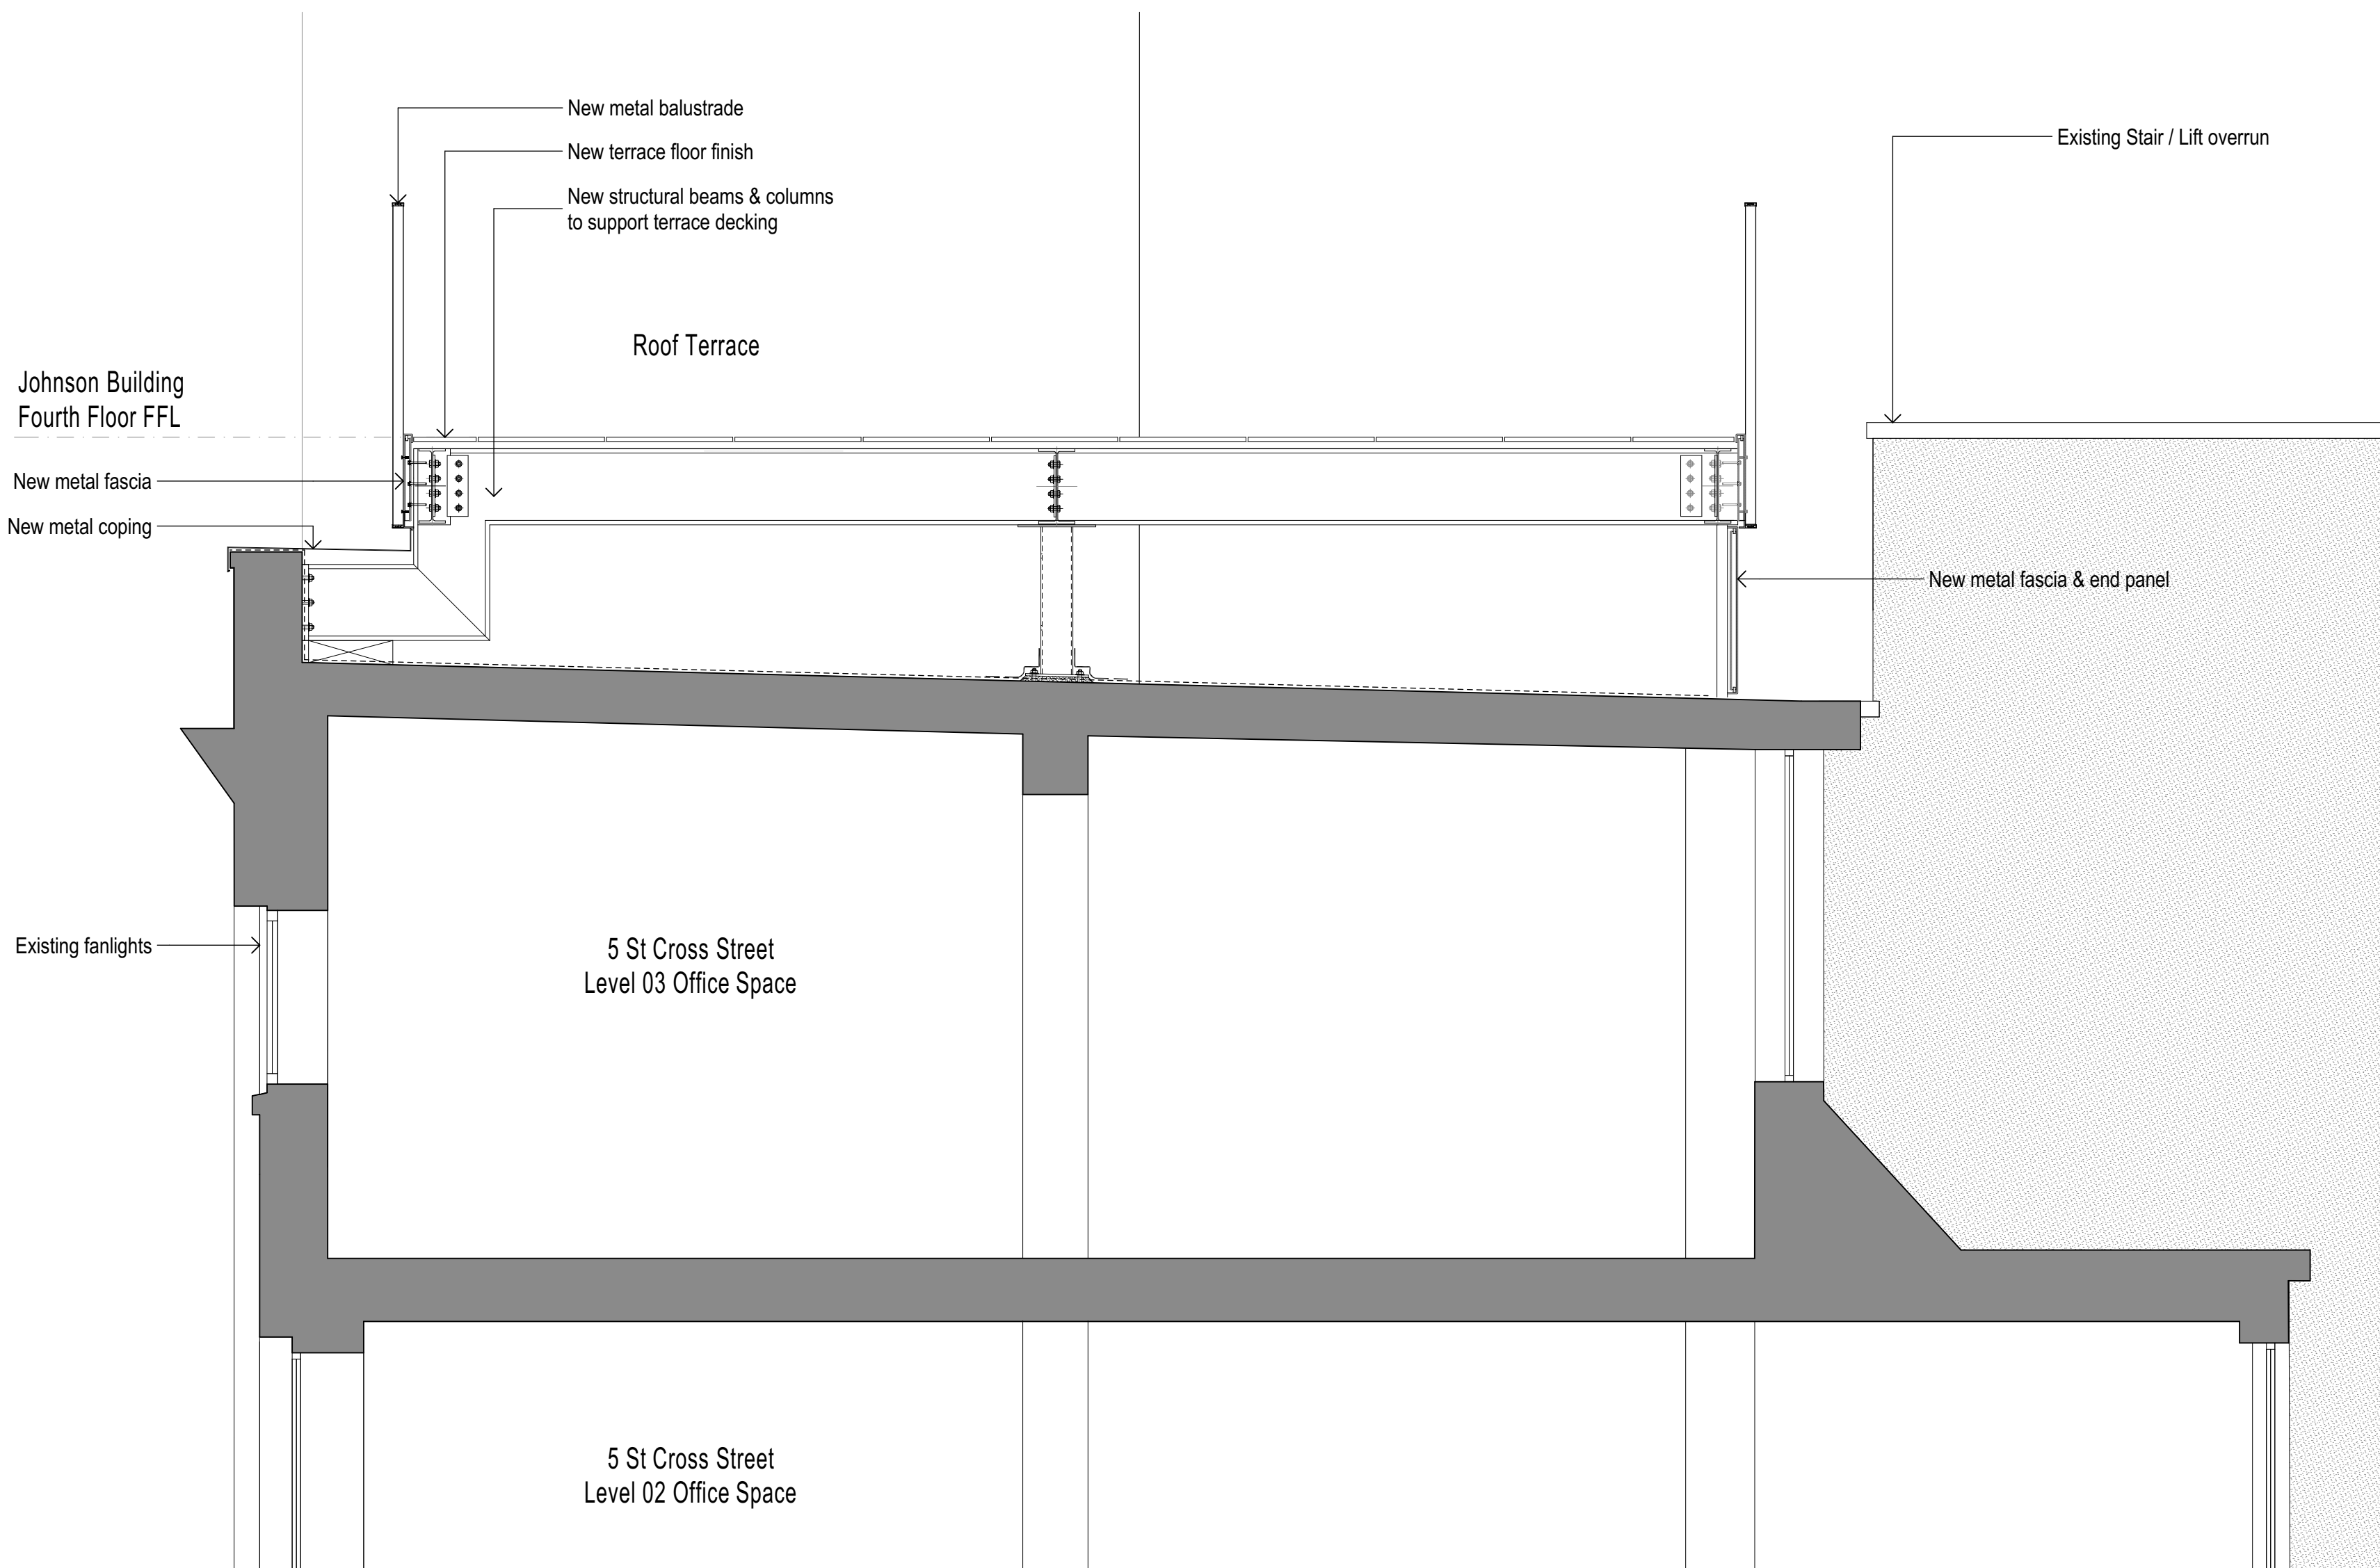 New metal balustrade
New terrace floor finish
New structural beams & columns
to support terrace decking
Existing Stair / Lift overrun
Roof Terrace
Johnson Building
Fourth Floor FFL
New metal fascia
New metal coping
New metal fascia & end panel
Existing fanlights
5 St Cross Street
Level 03 Office Space
5 St Cross Street
Level 02 Office Space